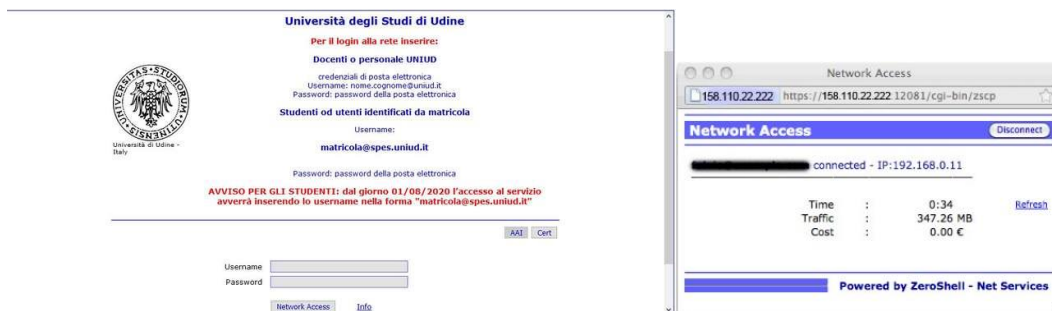 Università degli Studi di Udine
Per il login alla rete inserire:
Docenti o personale UNIUD
credenziali di posta elettronica
Username: nome.cognome@uniud.it
Password: password della posta elettronica
Studenti od utenti identificati da matricola
Username:
matricola@spes.uniud.it
Password: password della posta elettronica
AVVISO PER GLI STUDENTI: dal giorno 01/08/2020 l'accesso al servizio
avverrà inserendo lo username nella forma "matricola@spes.uniud.it"
UNIVERSITAS STUDIORUM UTINENSIS
Università di Udine -
Italy
AAI Cert
Username
Password
Network Access Info
Network Access
158.110.22.222 https://158.110.22.222:12081/cgi-bin/zscp
Network Access Disconnect
connected - IP:192.168.0.11
Time : 0:34 Refresh
Traffic : 347.26 MB
Cost : 0.00 €
Powered by ZeroShell - Net Services